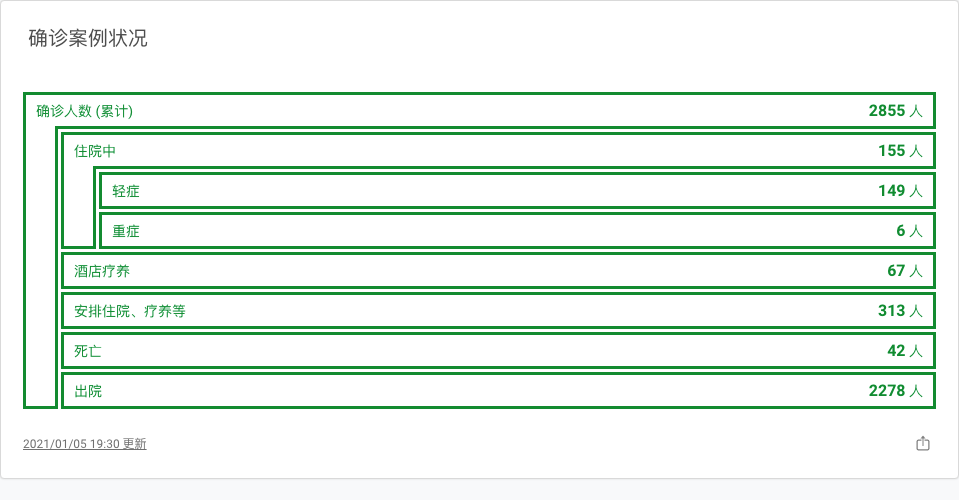 确诊案例状况
确诊人数 (累计) 2855 人
住院中 155 人
轻症 149 人
重症 6 人
酒店疗养 67 人
安排住院、疗养等 313 人
死亡 42 人
出院 2278 人
2021/01/05 19:30 更新